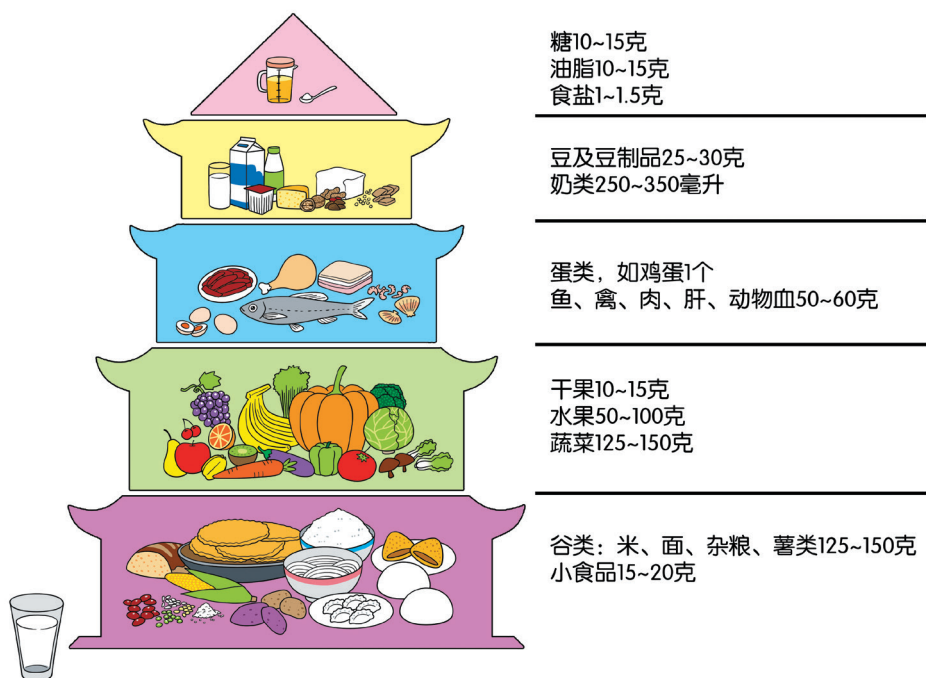 糖10~15克
油脂10~15克
食盐1~1.5克
豆及豆制品25~30克
奶类250~350毫升
蛋类，如鸡蛋1个
鱼、禽、肉、肝、动物血50~60克
干果10~15克
水果50~100克
蔬菜125~150克
谷类：米、面、杂粮、薯类125~150克
小食品15~20克